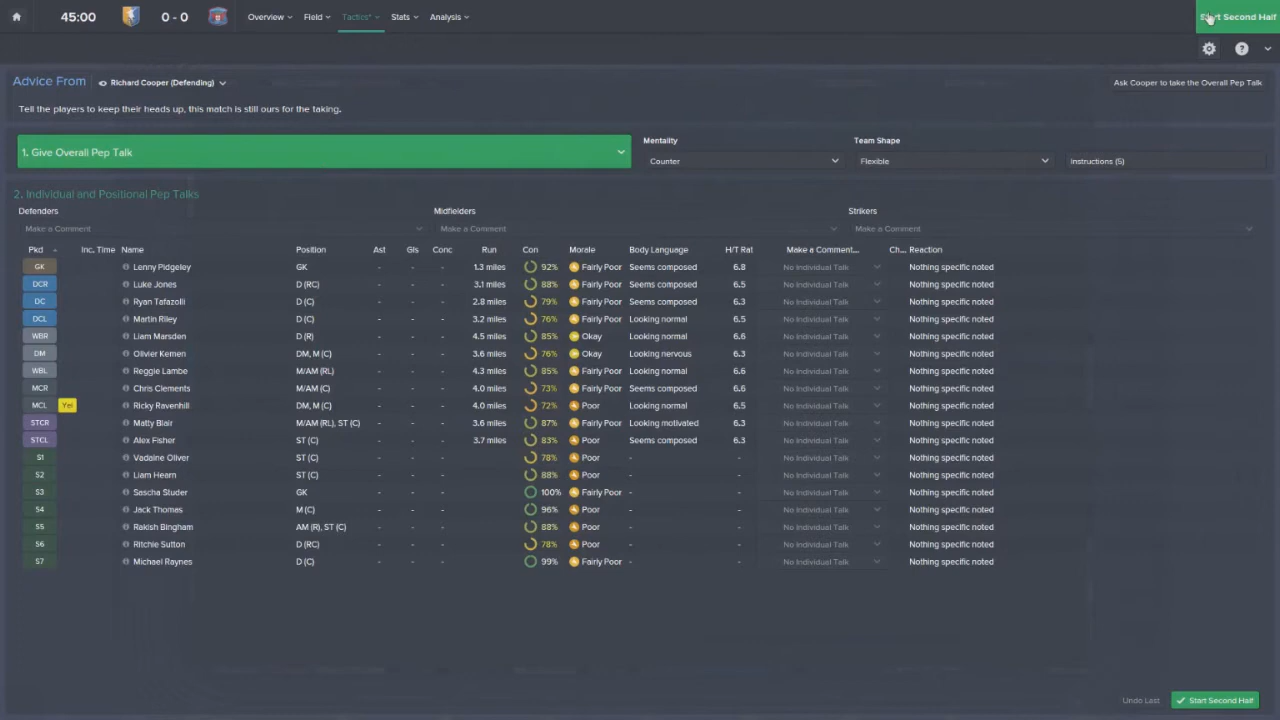 45:00 0 - 0 Overview Field Tactics* Stats Analysis Start Second Half
Advice From Richard Cooper (Defending) Ask Cooper to take the Overall Pep Talk
Tell the players to keep their heads up, this match is still ours for the taking.
1. Give Overall Pep Talk
Mentality Team Shape
Counter Flexible Instructions (5)
2. Individual and Positional Pep Talks
Defenders Midfielders Strikers
Make a Comment Make a Comment Make a Comment
Pkd Inc. Time Name Position Ast Gls Conc Run Con Morale Body Language H/T Rat Make a Comment... Ch... Reaction
GK Lenny Pidgeley GK - - - 1.3 miles 92% Fairly Poor Seems composed 6.8 No Individual Talk Nothing specific noted
DCR Luke Jones D (RC) - - - 3.1 miles 88% Fairly Poor Seems composed 6.5 No Individual Talk Nothing specific noted
DC Ryan Tafazolli D (C) - - - 2.8 miles 79% Fairly Poor Seems composed 6.3 No Individual Talk Nothing specific noted
DCL Martin Riley D (C) - - - 3.2 miles 76% Fairly Poor Looking normal 6.5 No Individual Talk Nothing specific noted
WBR Liam Marsden D (R) - - - 4.5 miles 85% Okay Looking normal 6.6 No Individual Talk Nothing specific noted
DM Olivier Kemen DM, M (C) - - - 3.6 miles 76% Okay Looking nervous 6.3 No Individual Talk Nothing specific noted
WBL Reggie Lambe M/AM (RL) - - - 4.3 miles 85% Fairly Poor Looking normal 6.6 No Individual Talk Nothing specific noted
MCR Chris Clements M/AM (C) - - - 4.0 miles 73% Fairly Poor Seems composed 6.6 No Individual Talk Nothing specific noted
MCL Yel Ricky Ravenhill DM, M (C) - - - 4.0 miles 72% Poor Looking normal 6.5 No Individual Talk Nothing specific noted
STCR Matty Blair M/AM (RL), ST (C) - - - 3.6 miles 87% Fairly Poor Looking motivated 6.3 No Individual Talk Nothing specific noted
STCL Alex Fisher ST (C) - - - 3.7 miles 83% Poor Seems composed 6.3 No Individual Talk Nothing specific noted
S1 Vadaine Oliver ST (C) - - - 78% Poor - - No Individual Talk Nothing specific noted
S2 Liam Hearn ST (C) - - - 88% Poor - - No Individual Talk Nothing specific noted
S3 Sascha Studer GK - - - 100% Fairly Poor - - No Individual Talk Nothing specific noted
S4 Jack Thomas M (C) - - - 96% Poor - - No Individual Talk Nothing specific noted
S5 Rakish Bingham AM (R), ST (C) - - - 88% Poor - - No Individual Talk Nothing specific noted
S6 Ritchie Sutton D (RC) - - - 78% Poor - - No Individual Talk Nothing specific noted
S7 Michael Raynes D (C) - - - 99% Fairly Poor - - No Individual Talk Nothing specific noted
Undo Last Start Second Half